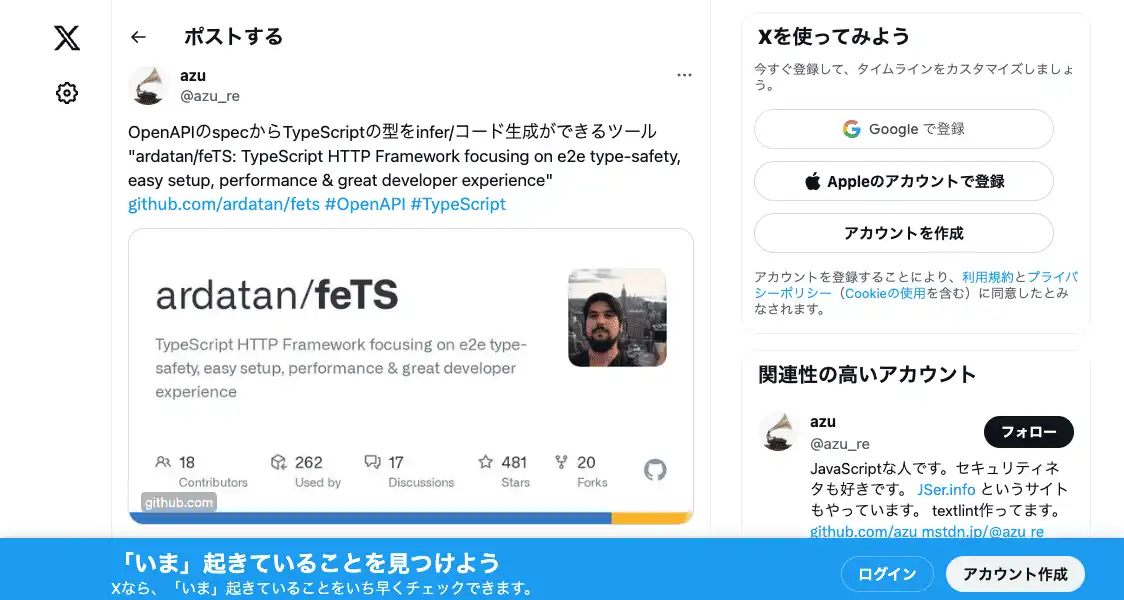 ポストする
azu
@azu_re
OpenAPIのspecからTypeScriptの型をinfer/コード生成ができるツール
"ardatan/feTS: TypeScript HTTP Framework focusing on e2e type-safety,
easy setup, performance & great developer experience"
github.com/ardatan/fets #OpenAPI #TypeScript
ardatan/feTS
TypeScript HTTP Framework focusing on e2e type-
safety, easy setup, performance & great developer
experience
18 Contributors
262 Used by
17 Discussions
481 Stars
20 Forks
github.com
Xを使ってみよう
今すぐ登録して、タイムラインをカスタマイズしましょ
う。
Google で登録
Appleのアカウントで登録
アカウントを作成
アカウントを登録することにより、利用規約とプライバ
シーポリシー（Cookieの使用を含む）に同意したとみ
なされます。
関連性の高いアカウント
azu
@azu_re
フォロー
JavaScriptな人です。セキュリティネ
タも好きです。 JSer.info というサイト
もやっています。 textlint作ってます。
github.com/azu mstdn.jp/@azu_re
「いま」起きていることを見つけよう
Xなら、「いま」起きていることをいち早くチェックできます。
ログイン
アカウント作成